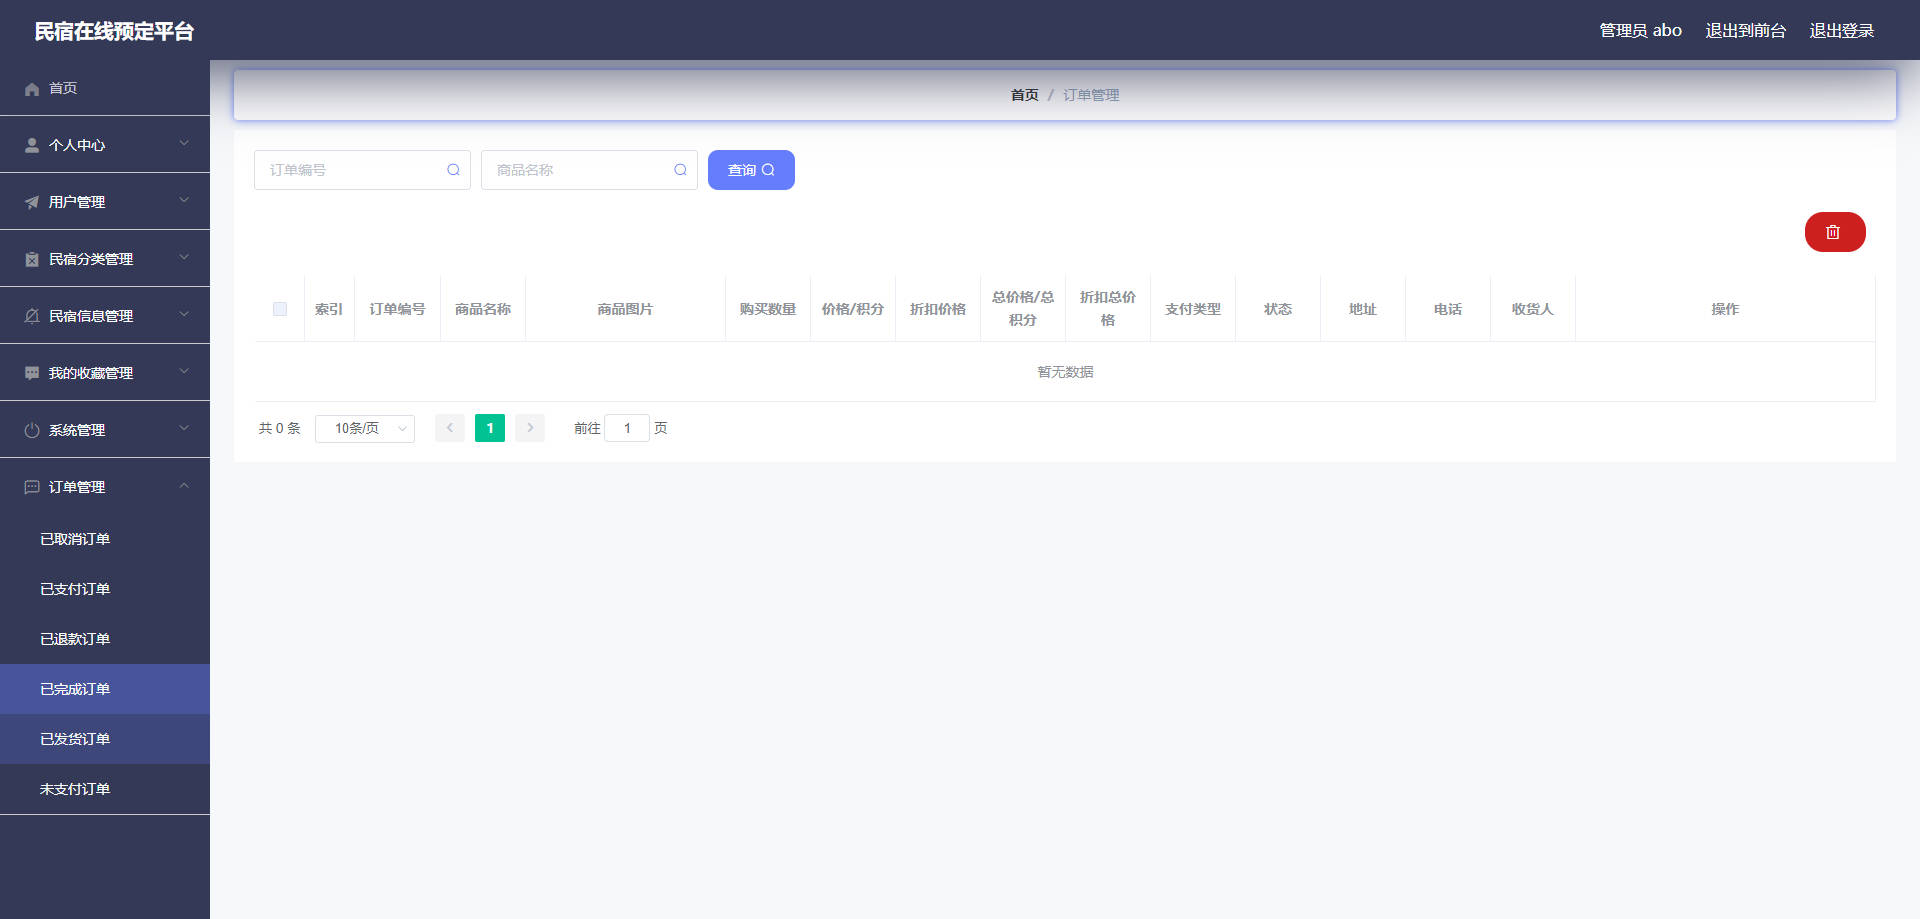 民宿在线预定平台
管理员 abo
退出到前台
退出登录
首页
个人中心
用户管理
民宿分类管理
民宿信息管理
我的收藏管理
系统管理
订单管理
已取消订单
已支付订单
已退款订单
已完成订单
已发货订单
未支付订单
首页 / 订单管理
订单编号
商品名称
查询
索引
订单编号
商品名称
商品图片
购买数量
价格/积分
折扣价格
总价格/总
积分
折扣总价
格
支付类型
状态
地址
电话
收货人
操作
暂无数据
共 0 条
10条/页
1
前往 1 页